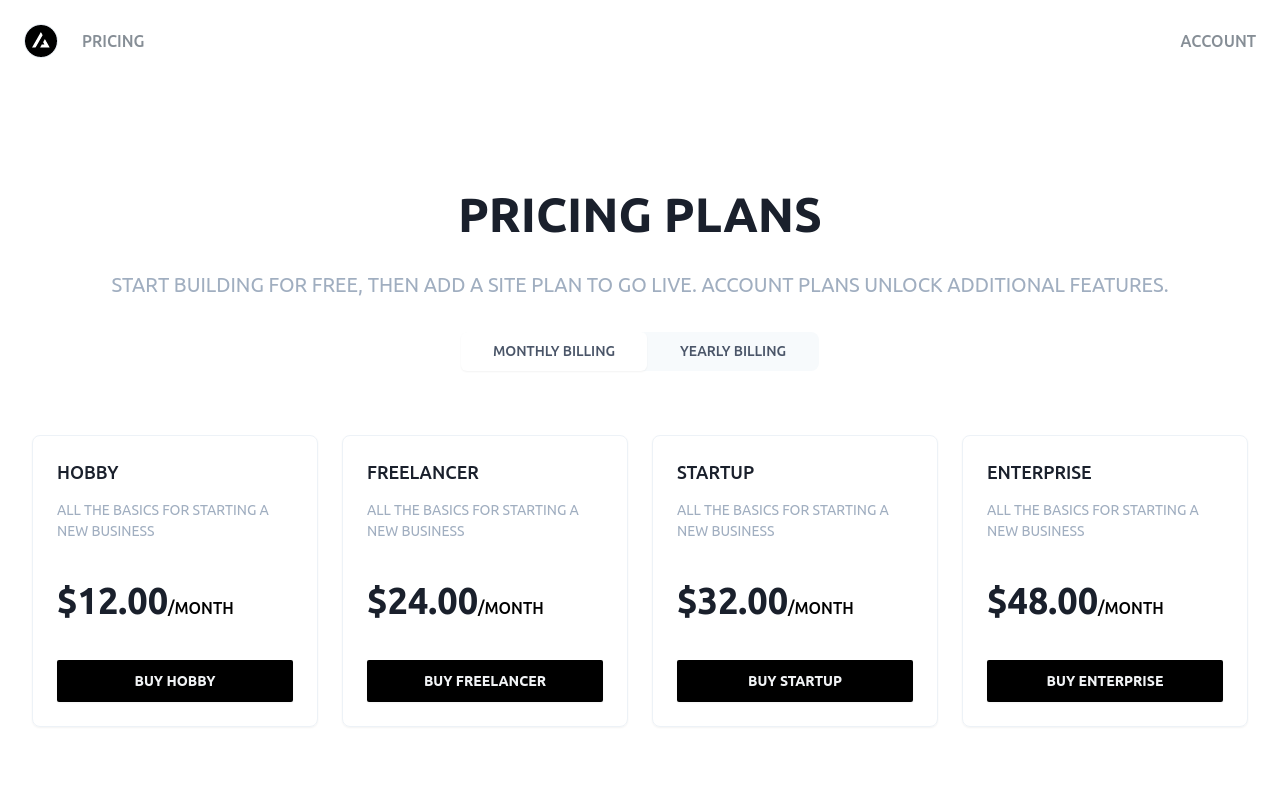 PRICING
ACCOUNT
PRICING PLANS
START BUILDING FOR FREE, THEN ADD A SITE PLAN TO GO LIVE. ACCOUNT PLANS UNLOCK ADDITIONAL FEATURES.
MONTHLY BILLING
YEARLY BILLING
HOBBY
ALL THE BASICS FOR STARTING A
NEW BUSINESS
$12.00/MONTH
BUY HOBBY
FREELANCER
ALL THE BASICS FOR STARTING A
NEW BUSINESS
$24.00/MONTH
BUY FREELANCER
STARTUP
ALL THE BASICS FOR STARTING A
NEW BUSINESS
$32.00/MONTH
BUY STARTUP
ENTERPRISE
ALL THE BASICS FOR STARTING A
NEW BUSINESS
$48.00/MONTH
BUY ENTERPRISE